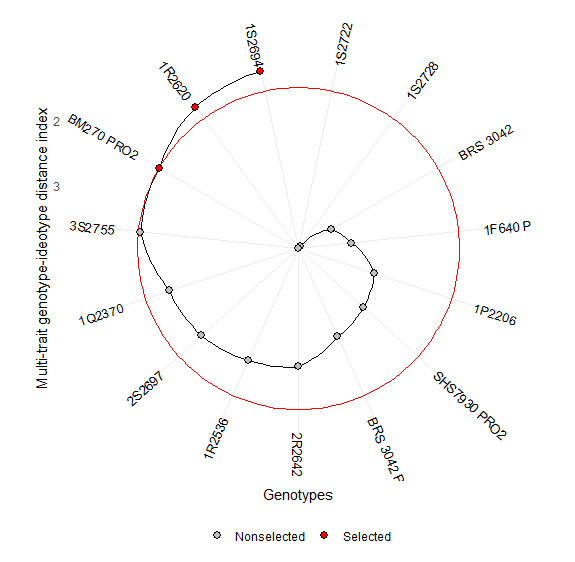 1S2722
1S2694
1S2728
1R2620
BRS 3042
BM270 PRO2
2
3
1F640 P
3S2755
1P2206
1Q2370
SHS7930 PRO2
2S2697
BRS 3042 P
1R2536
2R2642
Multi-trait genotype-ideotype distance index
Genotypes
Nonselected
Selected